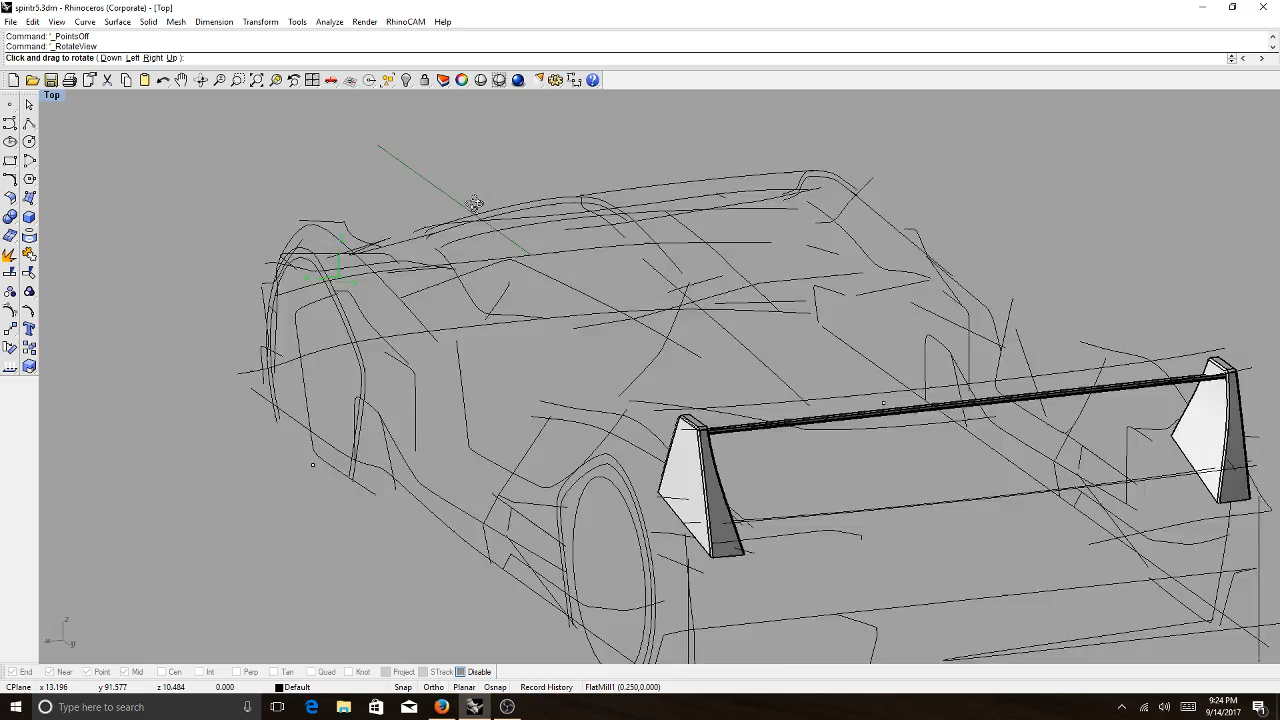 spiritr5.3dm - Rhinoceros (Corporate) - [Top]
File Edit View Curve Surface Solid Mesh Dimension Transform Tools Analyze Render RhinoCAM Help
Command: '_PointsOff
Command: '_RotateView
Click and drag to rotate ( Down Left Right Up ):
Top
z
x y
End Near Point Mid Cen Int Perp Tan Quad Knot Project STrack Disable
CPlane x 13.196 y 91.577 z 10.484 0.000 Default Snap Ortho Planar Osnap Record History FlatMill1 (0.250,0.000)
Type here to search
9:24 PM
9/14/2017